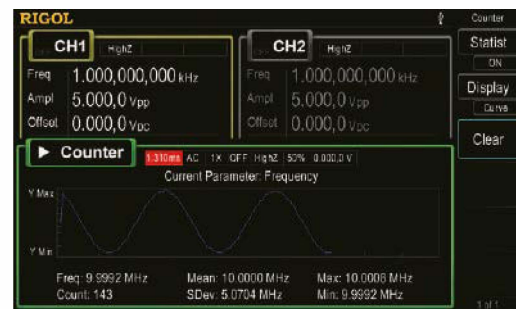 RIGOL
Counter
CH1 HighZ
CH2 HighZ
Statist
ON
Freq 1.000,000,000 kHz
Freq 1.000,000,000 kHz
Display
Curve
Ampl 5.000,0 Vpp
Ampl 5.000,0 Vpp
Offset 0.000,0 VDC
Offset 0.000,0 VDC
Clear
Counter 1.310ms AC 1X OFF HighZ 50% 0.000,0 V
Current Parameter: Frequency
Y Max
Y Min
Freq: 9.9992 MHz Mean: 10.0000 MHz Max: 10.0008 MHz
Count: 143 SDev: 5.0704 MHz Min: 9.9992 MHz
1 of 1